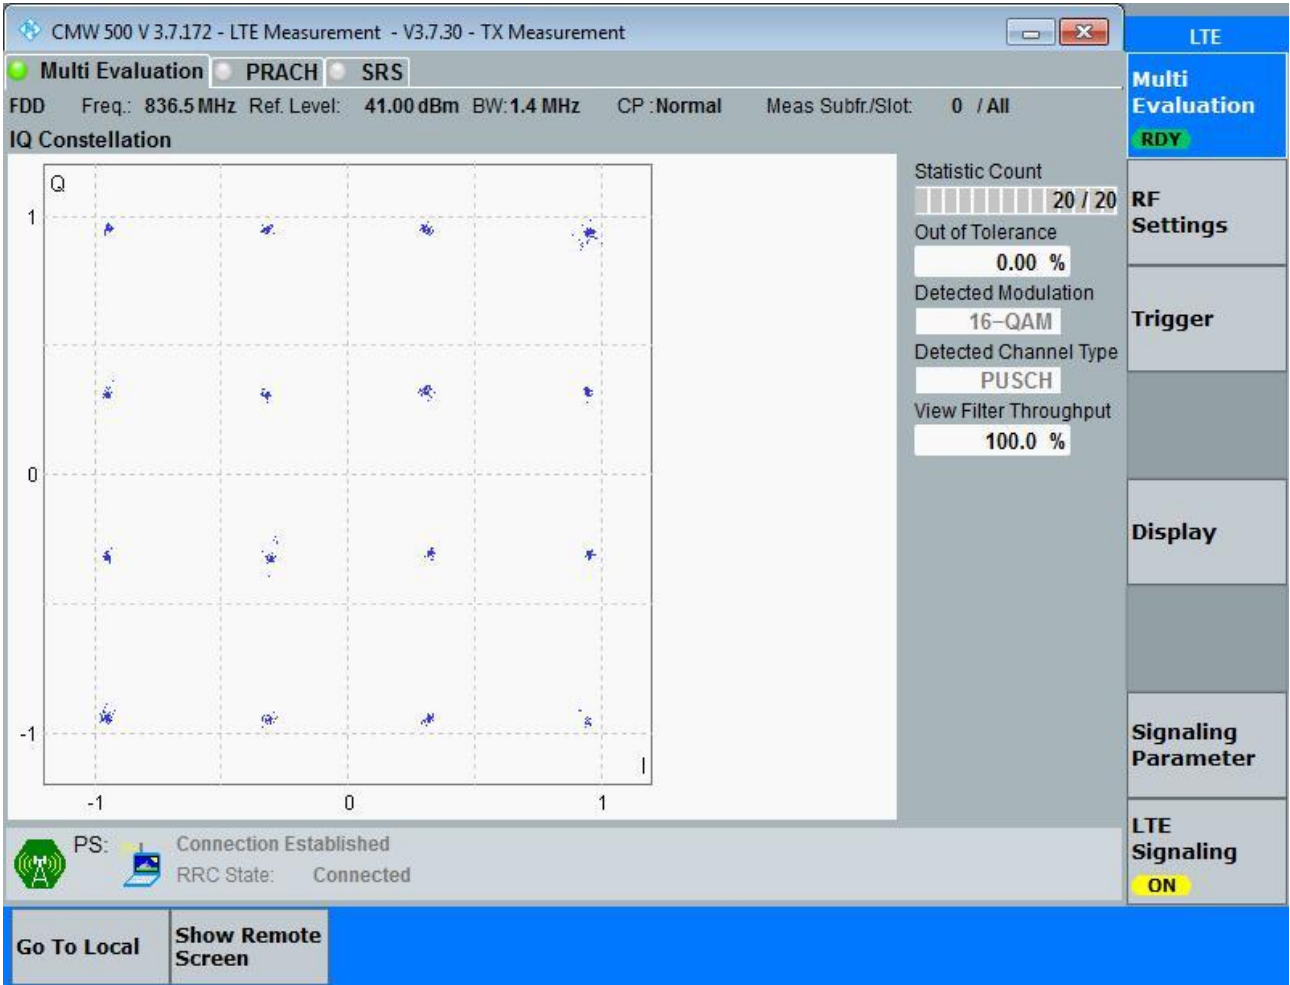 CMW 500 V 3.7.172 - LTE Measurement - V3.7.30 - TX Measurement
LTE
Multi Evaluation PRACH SRS
FDD Freq.: 836.5 MHz Ref. Level: 41.00 dBm BW: 1.4 MHz CP : Normal Meas Subfr./Slot: 0 / All
IQ Constellation
Q
1
0
-1
I
-1 0 1
Statistic Count
20 / 20
Out of Tolerance
0.00 %
Detected Modulation
16-QAM
Detected Channel Type
PUSCH
View Filter Throughput
100.0 %
Multi
Evaluation
RDY
RF
Settings
Trigger
Display
Signaling
Parameter
LTE
Signaling
ON
PS: Connection Established
RRC State: Connected
Go To Local
Show Remote
Screen